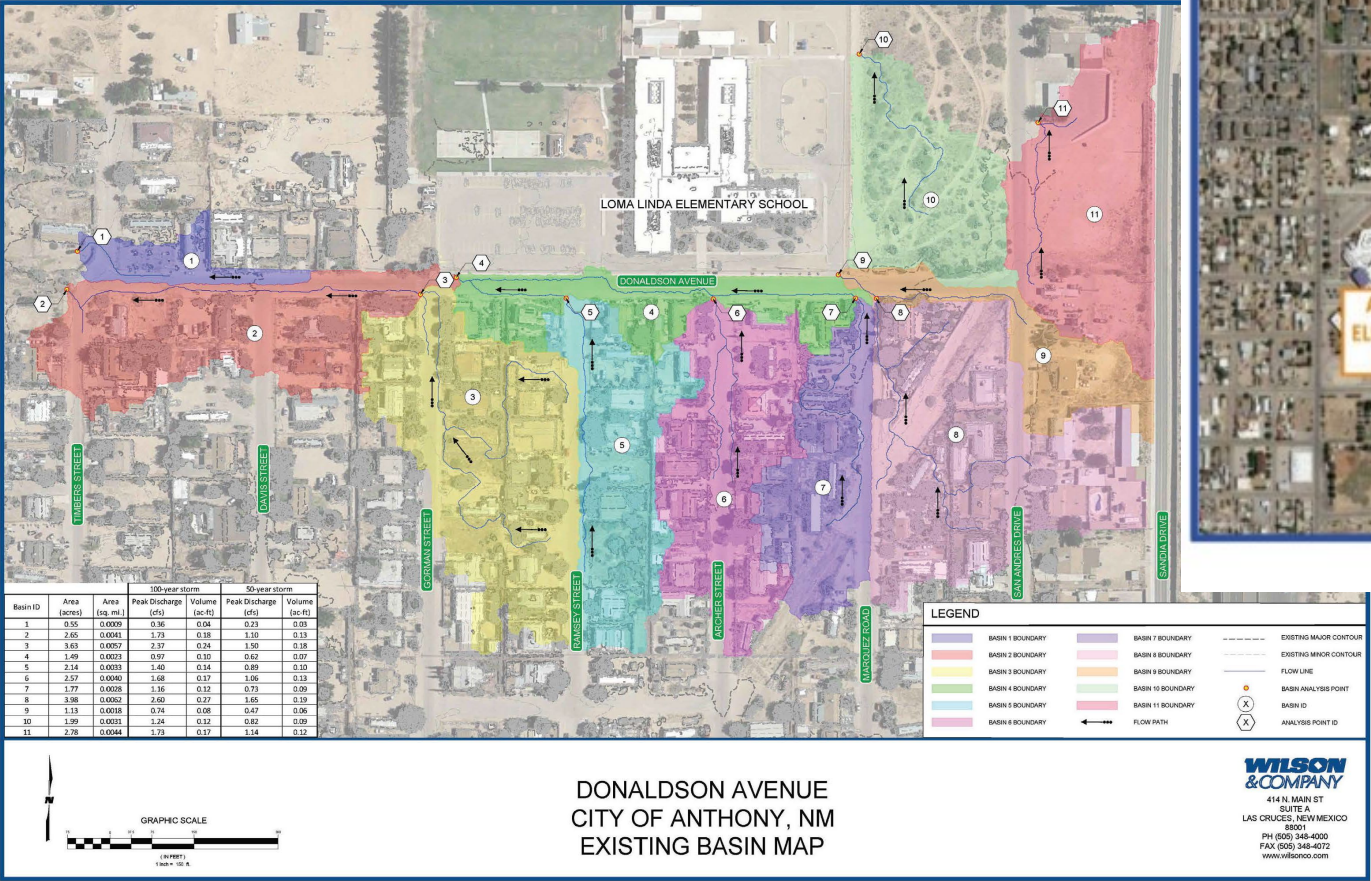 10
11
1
LOMA LINDA ELEMENTARY SCHOOL
10
11
1
4
9
3
DONALDSON AVENUE
2
5
4
6
7
8
2
9
3
5
8
7
6
TIMBERS STREET
DAVIS STREET
GORMAN STREET
RAMSEY STREET
ARCHER STREET
MARQUEZ ROAD
SAN ANDRES DRIVE
SANDIA DRIVE
EL
100-year storm 50-year storm
Basin ID Area (acres) Area (sq. mi.) Peak Discharge (cfs) Volume (ac-ft) Peak Discharge (cfs) Volume (ac-ft)
1 0.55 0.0009 0.36 0.04 0.23 0.03
2 2.65 0.0041 1.73 0.18 1.10 0.13
3 3.63 0.0057 2.37 0.24 1.50 0.18
4 1.49 0.0023 0.97 0.10 0.62 0.07
5 2.14 0.0033 1.40 0.14 0.89 0.10
6 2.57 0.0040 1.68 0.17 1.06 0.13
7 1.77 0.0028 1.16 0.12 0.73 0.09
8 3.98 0.0062 2.60 0.27 1.65 0.19
9 1.13 0.0018 0.74 0.08 0.47 0.06
10 1.99 0.0031 1.24 0.12 0.82 0.09
11 2.78 0.0044 1.73 0.17 1.14 0.12
LEGEND
BASIN 1 BOUNDARY BASIN 7 BOUNDARY EXISTING MAJOR CONTOUR
BASIN 2 BOUNDARY BASIN 8 BOUNDARY EXISTING MINOR CONTOUR
BASIN 3 BOUNDARY BASIN 9 BOUNDARY FLOW LINE
BASIN 4 BOUNDARY BASIN 10 BOUNDARY BASIN ANALYSIS POINT
BASIN 5 BOUNDARY BASIN 11 BOUNDARY X BASIN ID
BASIN 6 BOUNDARY FLOW PATH X ANALYSIS POINT ID
N
GRAPHIC SCALE
( IN FEET )
1 inch = 150 ft.
DONALDSON AVENUE
CITY OF ANTHONY, NM
EXISTING BASIN MAP
WILSON
&COMPANY
414 N. MAIN ST
SUITE A
LAS CRUCES, NEW MEXICO
88001
PH (505) 348-4000
FAX (505) 348-4072
www.wilsonco.com